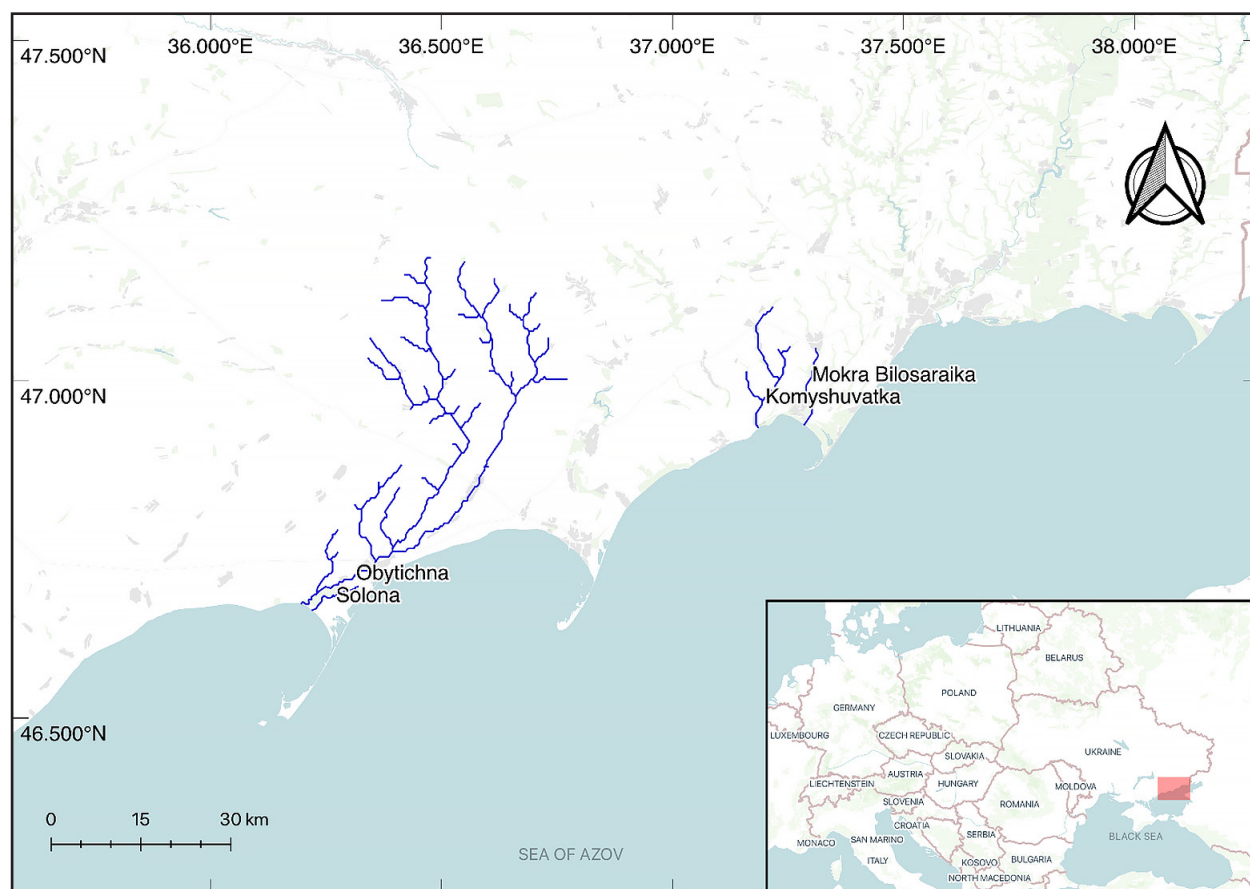 36.000°E 36.500°E 37.000°E 37.500°E 38.000°E
47.500°N
47.000°N
46.500°N
Mokra Bilosaraika
Komyshuvatka
Obytichna
Solona
0 15 30 km
SEA OF AZOV
LITHUANIA
BELARUS
POLAND
GERMANY
LUXEMBOURG
CZECH REPUBLIC
UKRAINE
SLOVAKIA
AUSTRIA
LIECHTENSTEIN
HUNGARY
MOLDOVA
SLOVENIA
ROMANIA
CROATIA
SERBIA
BLACK SEA
MONACO
SAN MARINO
ITALY
KOSOVO
BULGARIA
NORTH MACEDONIA